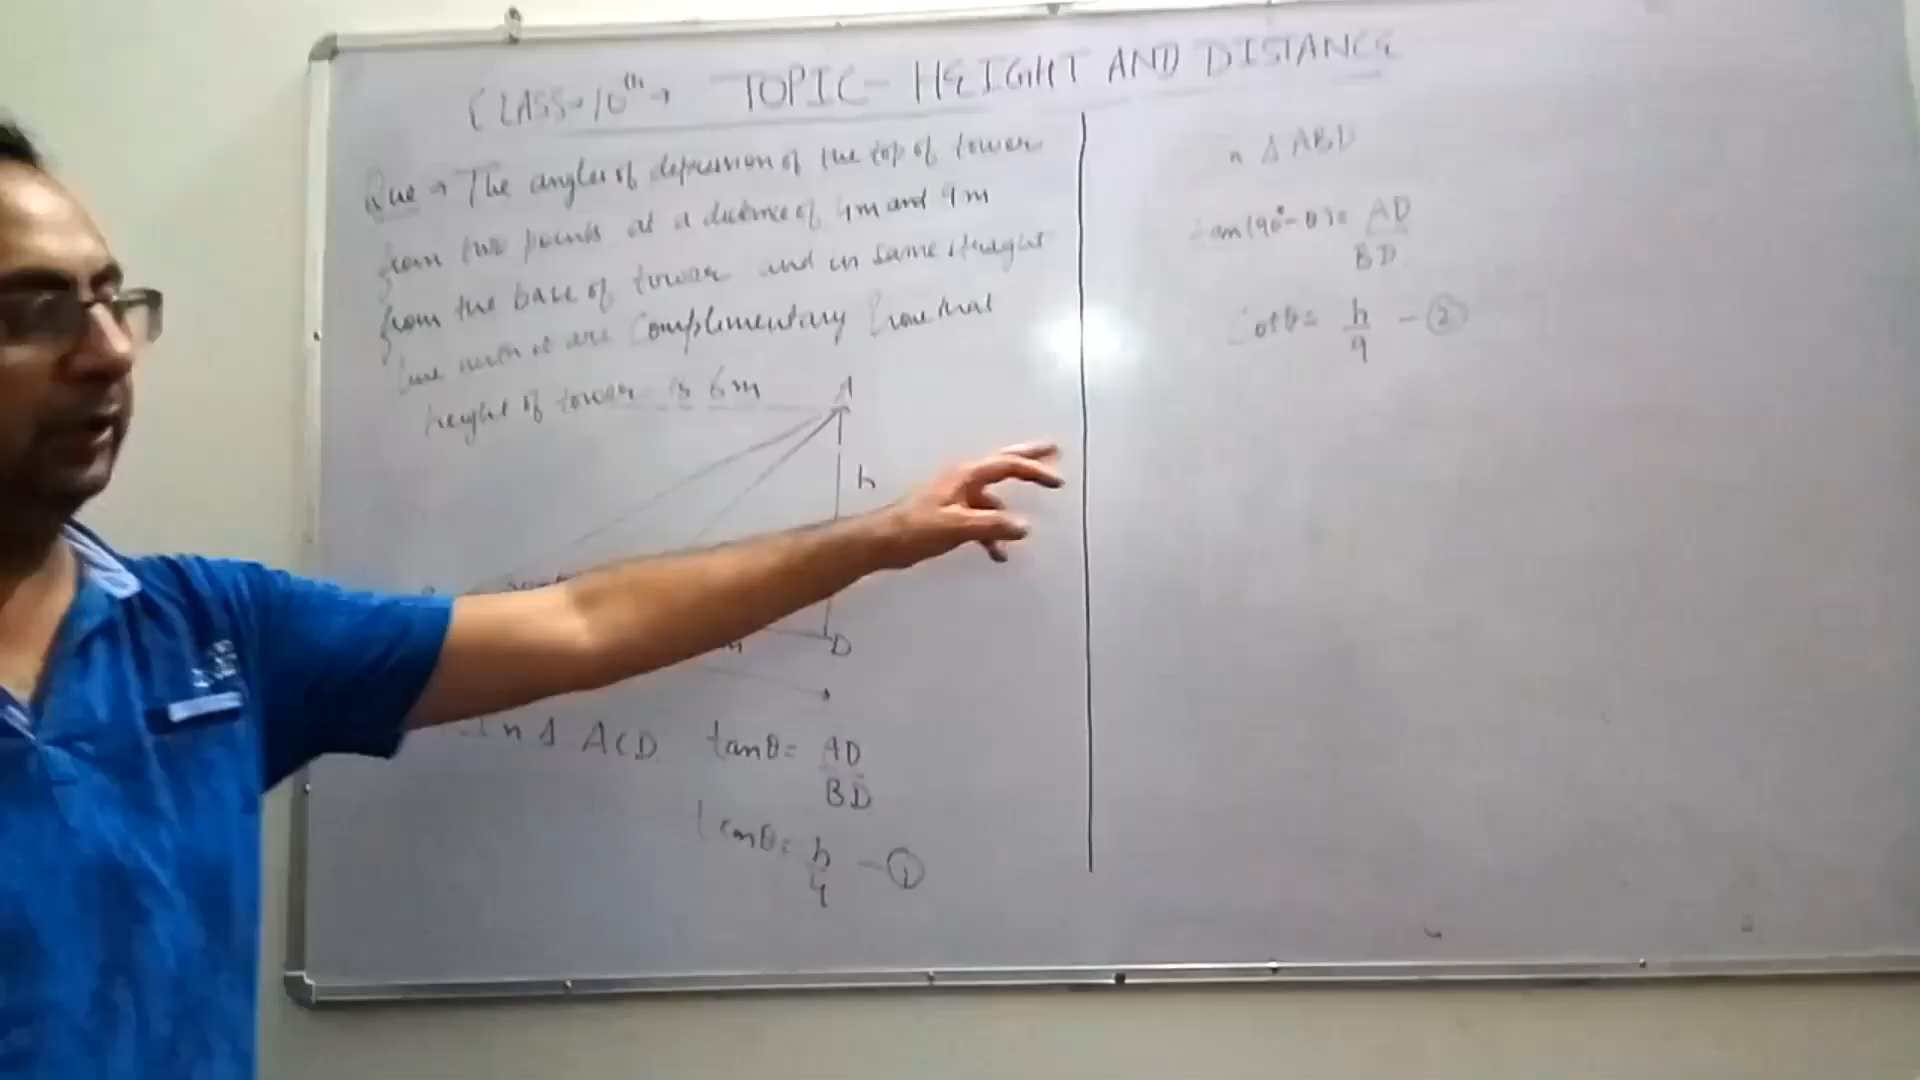 CLASS→10th→ TOPIC- HEIGHT AND DISTANCE
Que → The angles of depression of the top of tower
from two points at a distance of 4m and 9m
from the base of tower and in same straight
line with it are Complimentary Prove that
height of tower is 6m
A
h
D
In Δ ACD tanθ= AD
BD
tanθ= h
4 - ①
n Δ ABD
tan(90°-θ)= AD
BD
Cotθ= h
9 - ②